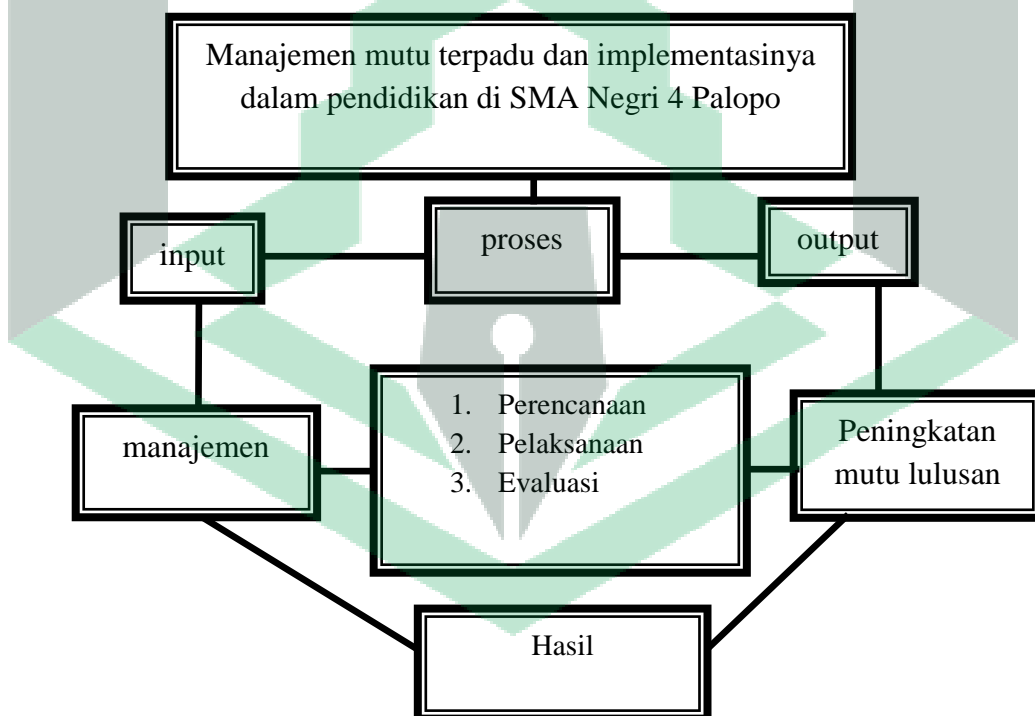 Manajemen mutu terpadu dan implementasinya
dalam pendidikan di SMA Negri 4 Palopo
input
proses
output
manajemen
1. Perencanaan
2. Pelaksanaan
3. Evaluasi
Peningkatan
mutu lulusan
Hasil